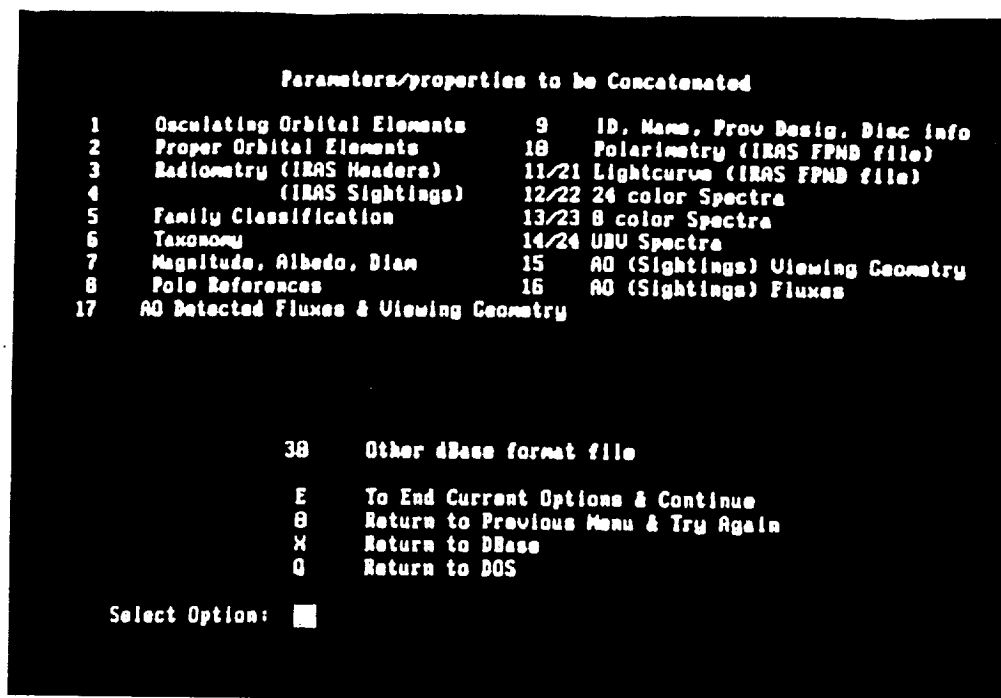 Parameters/properties to be Concatenated
1 Osculating Orbital Elements 9 ID, Name, Prov Desig, Disc info
2 Proper Orbital Elements 10 Polarimetry (IRAS FPND file)
3 Radiometry (IRAS Headers) 11/21 Lightcurve (IRAS FPND file)
4 (IRAS Sightings) 12/22 24 color Spectra
5 Family Classification 13/23 8 color Spectra
6 Taxonomy 14/24 UBV Spectra
7 Magnitude, Albedo, Diam 15 AO (Sightings) Viewing Geometry
8 Pole References 16 AO (Sightings) Fluxes
17 AO Detected Fluxes & Viewing Geometry
30 Other dBase format file
E To End Current Options & Continue
0 Return to Previous Menu & Try Again
X Return to DBase
Q Return to DOS
Select Option: